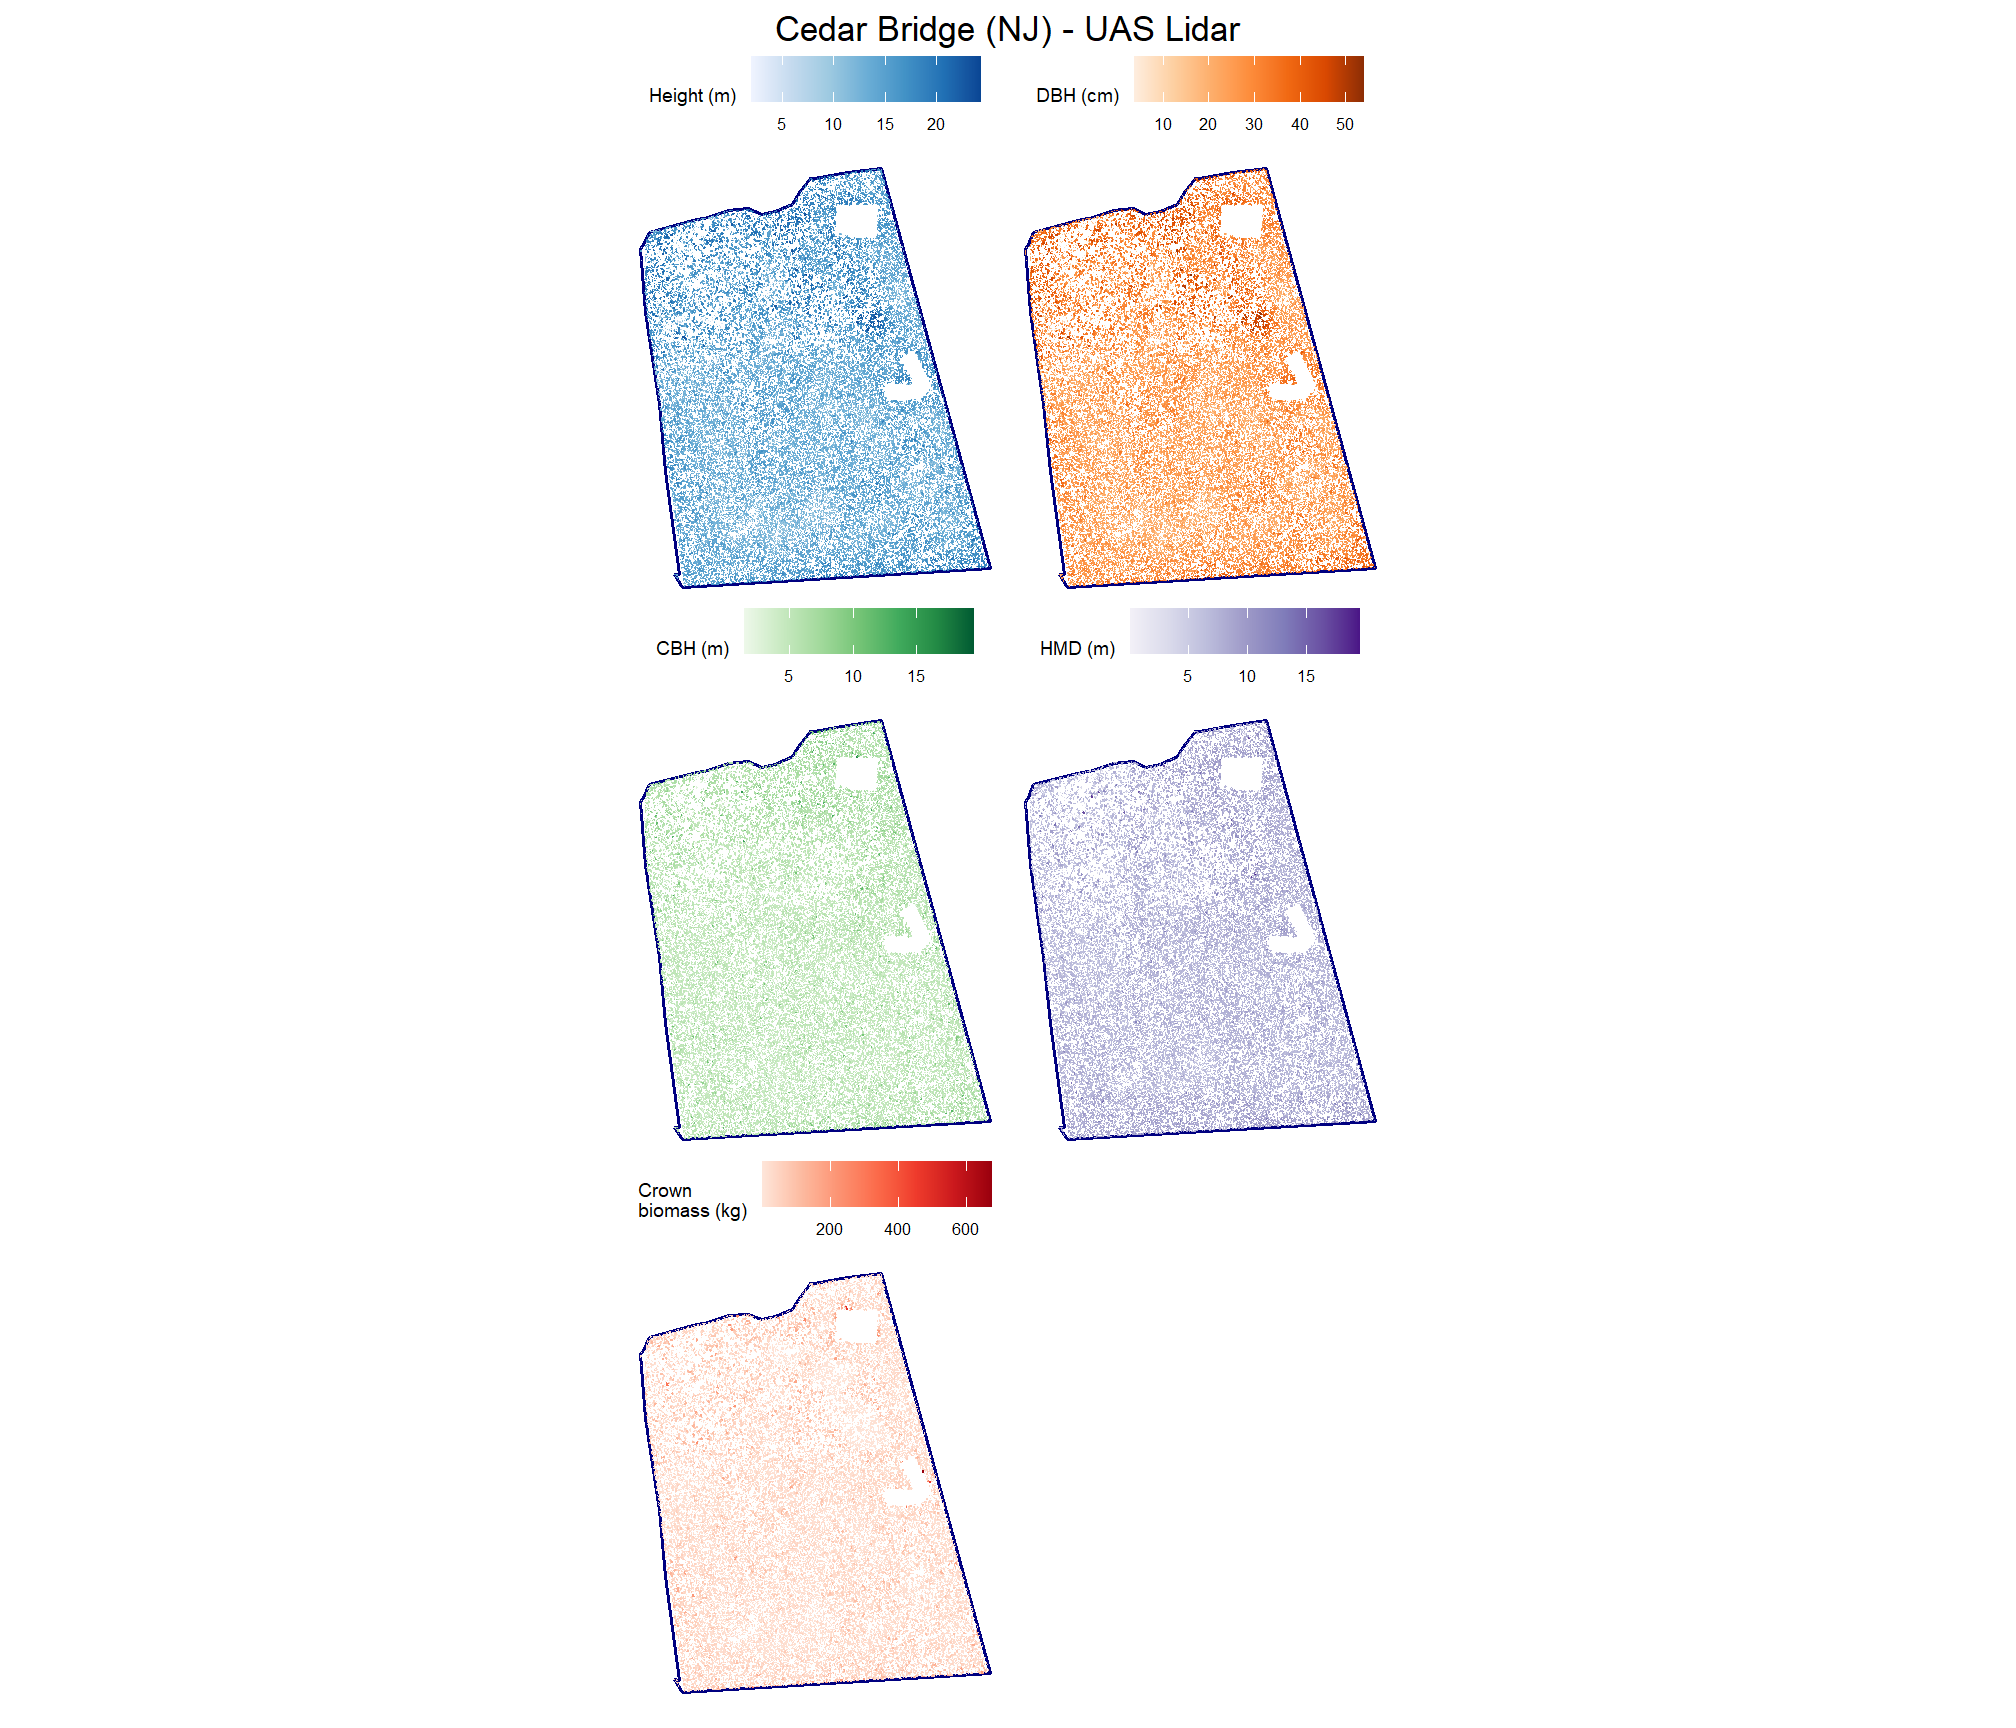 Cedar Bridge (NJ) - UAS Lidar
Height (m)
5 10 15 20
DBH (cm)
10 20 30 40 50
CBH (m)
5 10 15
HMD (m)
5 10 15
Crown
biomass (kg)
200 400 600